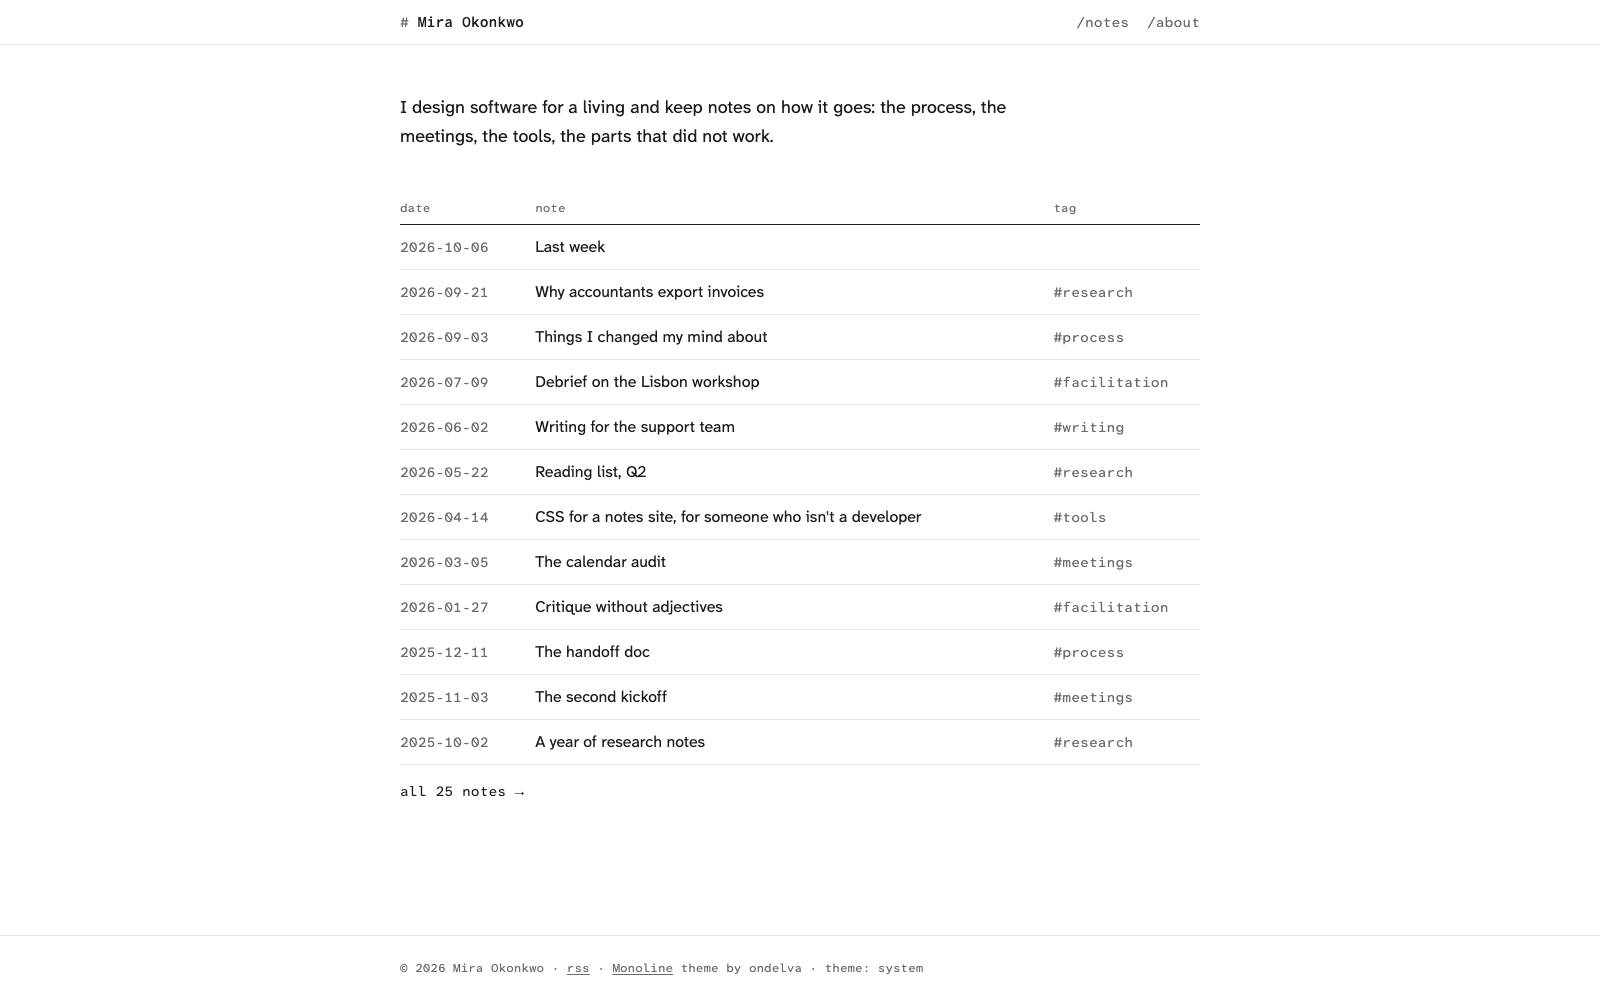 # Mira Okonkwo /notes /about
I design software for a living and keep notes on how it goes: the process, the
meetings, the tools, the parts that did not work.
date note tag
2026-10-06 Last week
2026-09-21 Why accountants export invoices #research
2026-09-03 Things I changed my mind about #process
2026-07-09 Debrief on the Lisbon workshop #facilitation
2026-06-02 Writing for the support team #writing
2026-05-22 Reading list, Q2 #research
2026-04-14 CSS for a notes site, for someone who isn't a developer #tools
2026-03-05 The calendar audit #meetings
2026-01-27 Critique without adjectives #facilitation
2025-12-11 The handoff doc #process
2025-11-03 The second kickoff #meetings
2025-10-02 A year of research notes #research
all 25 notes →
© 2026 Mira Okonkwo · rss · Monoline theme by ondelva · theme: system